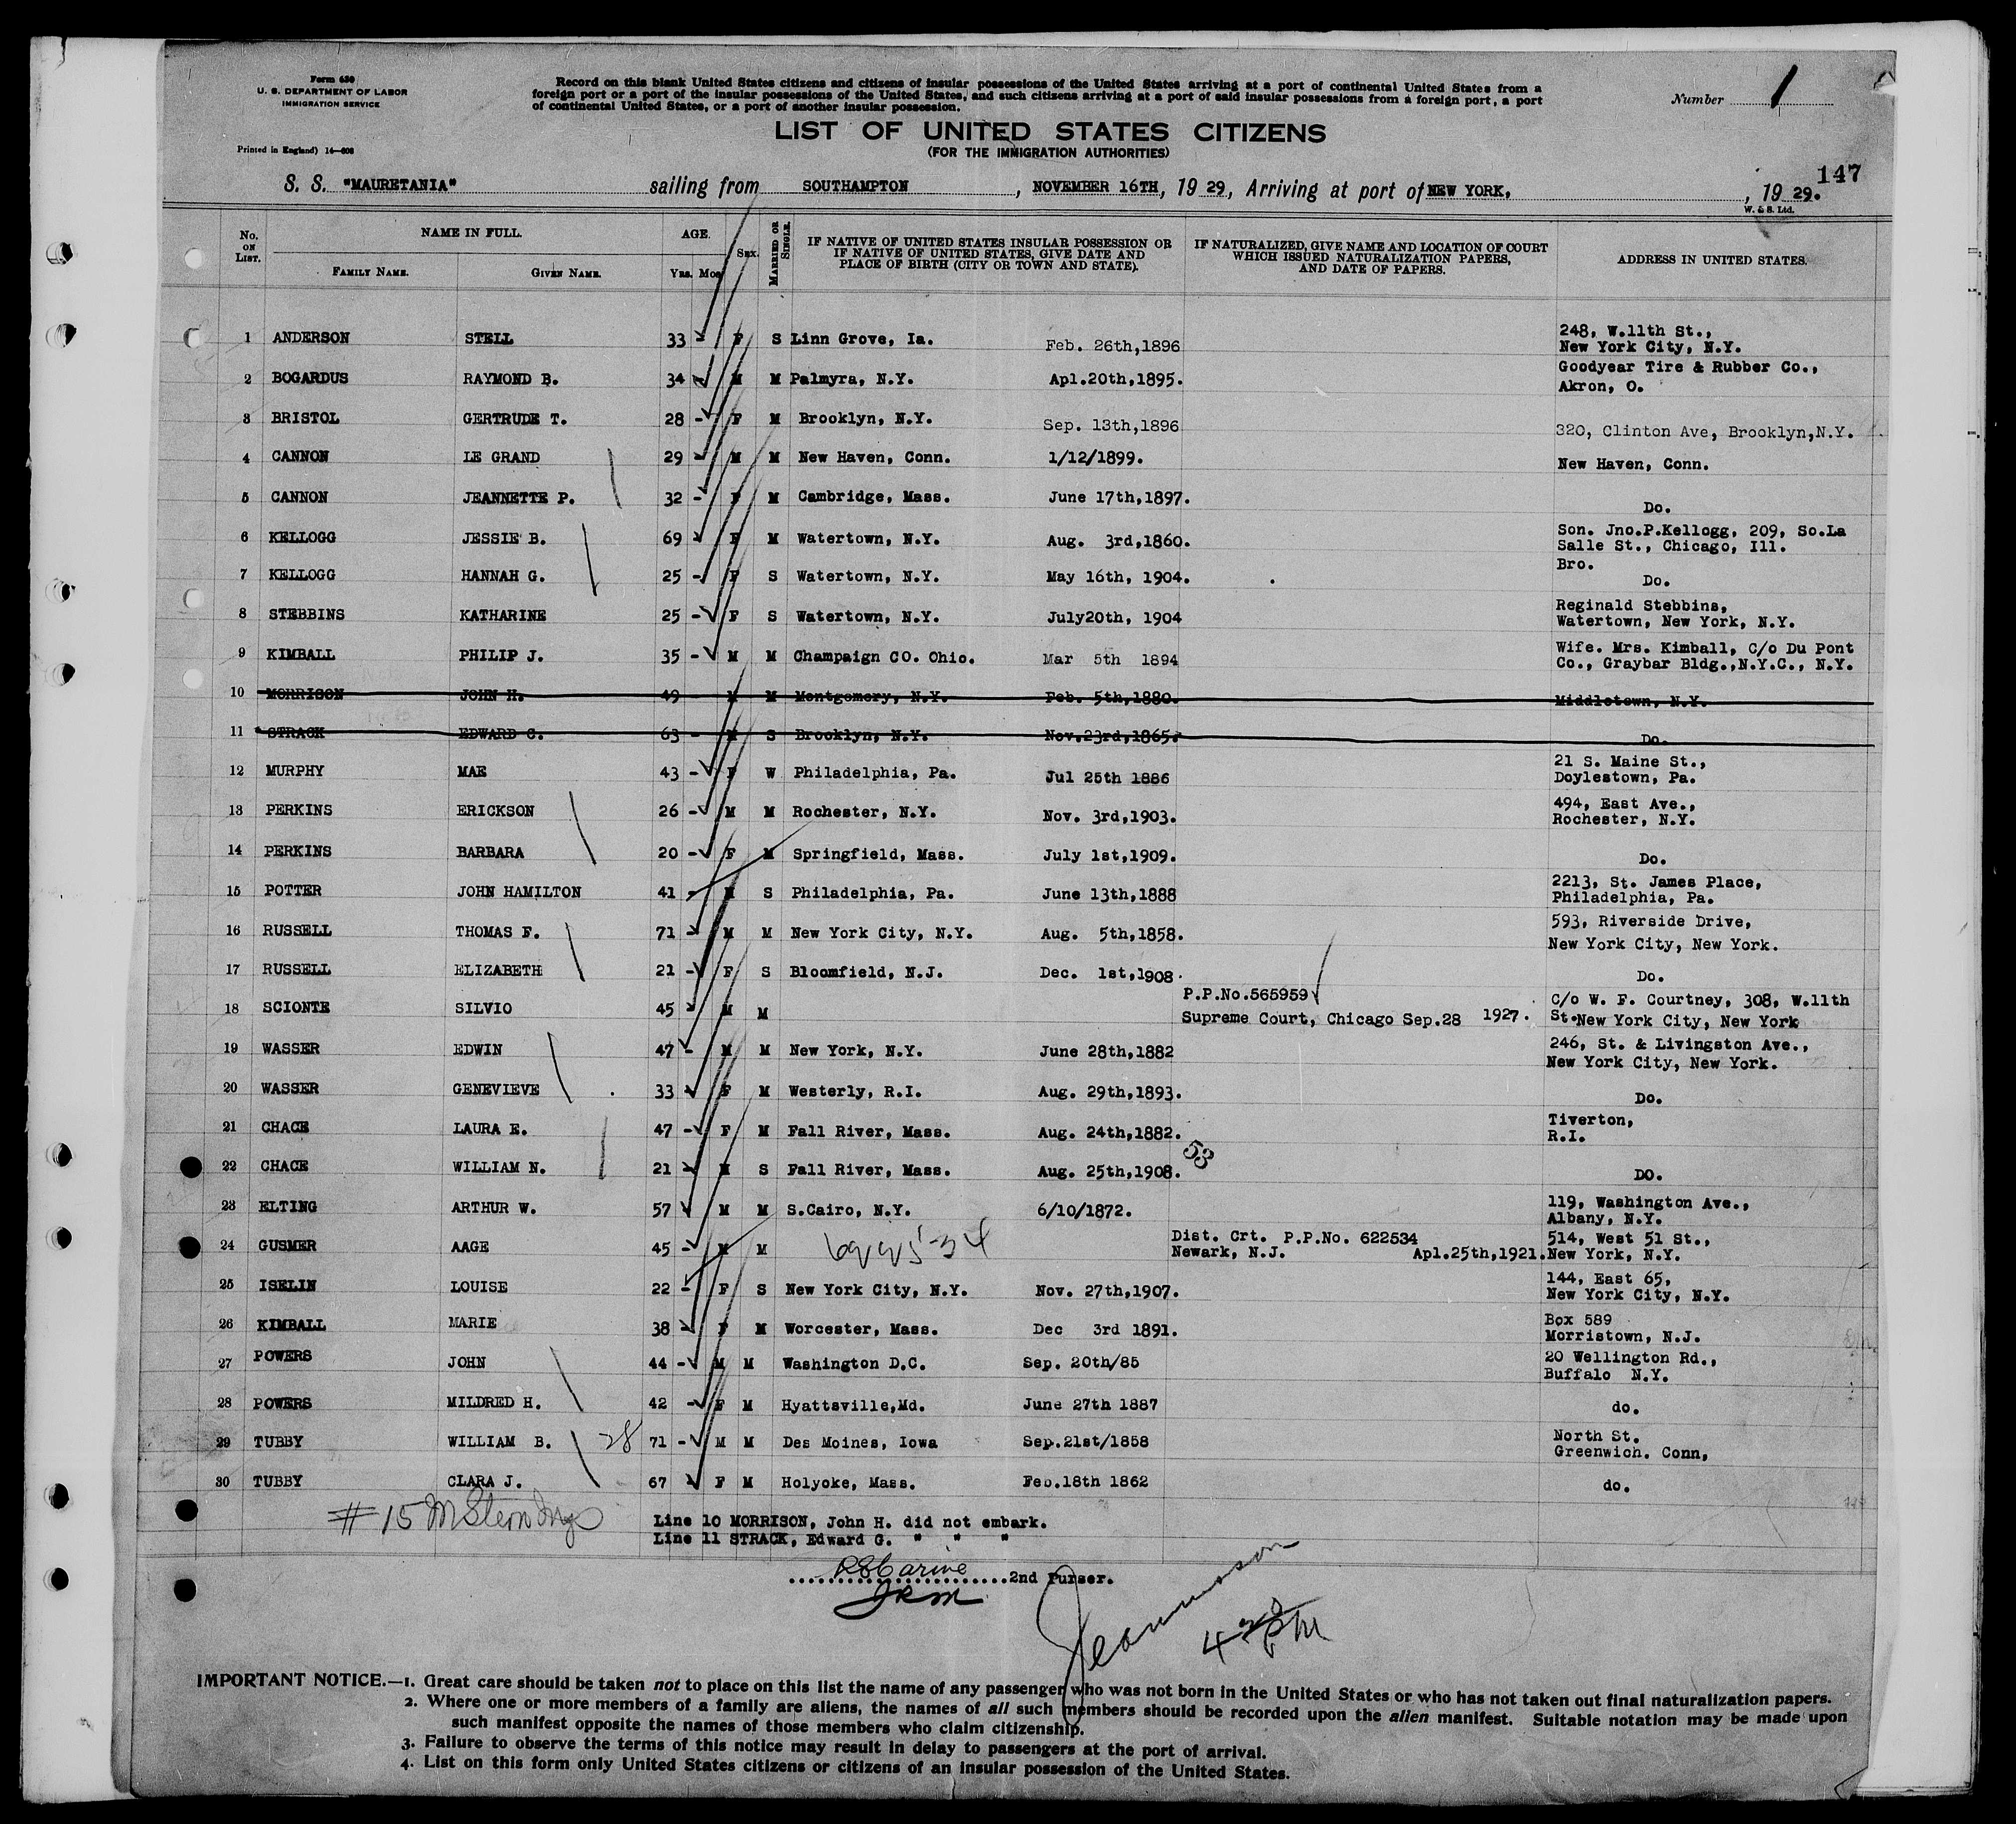 Form 630
U. S. DEPARTMENT OF LABOR
IMMIGRATION SERVICE
Printed in England) 14—608
Record on this blank United States citizens and citizens of insular possessions of the United States arriving at a port of continental United States from a
foreign port or a port of the insular possessions of the United States, and such citizens arriving at a port of said insular possessions from a foreign port, a port
of continental United States, or a port of another insular possession.
Number 1
LIST OF UNITED STATES CITIZENS
(FOR THE IMMIGRATION AUTHORITIES)
147
S. S. "MAURETANIA" sailing from SOUTHAMPTON, NOVEMBER 16TH, 19 29, Arriving at port of NEW YORK, , 19 29.
W. & S. Ltd.
No. ON LIST. NAME IN FULL. FAMILY NAME. GIVEN NAME. AGE. Yrs. Mos. SEX. MARRIED OR SINGLE. IF NATIVE OF UNITED STATES INSULAR POSSESSION OR IF NATIVE OF UNITED STATES, GIVE DATE AND PLACE OF BIRTH (CITY OR TOWN AND STATE). IF NATURALIZED, GIVE NAME AND LOCATION OF COURT WHICH ISSUED NATURALIZATION PAPERS, AND DATE OF PAPERS. ADDRESS IN UNITED STATES.
1 ANDERSON STELL 33 - F S Linn Grove, Ia. Feb. 26th,1896 248, W.11th St., New York City, N.Y.
2 BOGARDUS RAYMOND B. 34 - M M Palmyra, N.Y. Apl.20th,1895. Goodyear Tire & Rubber Co., Akron, O.
3 BRISTOL GERTRUDE T. 28 - F M Brooklyn, N.Y. Sep. 13th,1896 320, Clinton Ave, Brooklyn,N.Y.
4 CANNON LE GRAND 29 - M M New Haven, Conn. 1/12/1899. New Haven, Conn.
5 CANNON JEANNETTE P. 32 - F M Cambridge, Mass. June 17th,1897. Do.
6 KELLOGG JESSIE B. 69 - F M Watertown, N.Y. Aug. 3rd,1860. Son. Jno.P.Kellogg, 209, So.La Salle St., Chicago, Ill.
7 KELLOGG HANNAH G. 25 - F S Watertown, N.Y. May 16th, 1904. Bro. Do.
8 STEBBINS KATHARINE 25 - F S Watertown, N.Y. July20th, 1904 Reginald Stebbins, Watertown, New York, N.Y.
9 KIMBALL PHILIP J. 35 - M M Champaign CO. Ohio. Mar 5th 1894 Wife. Mrs. Kimball, C/o Du Pont Co., Graybar Bldg.,N.Y.C., N.Y.
10 MORRISON JOHN H. 49 - M M Montgomery, N.Y. Feb. 5th,1880. Middletown, N.Y.
11 STRACK EDWARD C. 63 - M S Brooklyn, N.Y. Nov.23rd,1865. Do.
12 MURPHY MAE 43 - F W Philadelphia, Pa. Jul 25th 1886 21 S. Maine St., Doylestown, Pa.
13 PERKINS ERICKSON 26 - M M Rochester, N.Y. Nov. 3rd,1903. 494, East Ave., Rochester, N.Y.
14 PERKINS BARBARA 20 - F M Springfield, Mass. July 1st,1909. Do.
15 POTTER JOHN HAMILTON 41 - M S Philadelphia, Pa. June 13th,1888 2213, St. James Place, Philadelphia, Pa.
16 RUSSELL THOMAS F. 71 - M M New York City, N.Y. Aug. 5th,1858. 593, Riverside Drive, New York City, New York.
17 RUSSELL ELIZABETH 21 - F S Bloomfield, N.J. Dec. 1st,1908. Do.
18 SCIONTE SILVIO 45 - M M P.P.No.565959 Supreme Court, Chicago Sep.28 1927. C/o W. F. Courtney, 308, W.11th St.New York City, New York
19 WASSER EDWIN 47 - M M New York, N.Y. June 28th,1882 246, St. & Livingston Ave., New York City, New York.
20 WASSER GENEVIEVE 33 - F M Westerly, R.I. Aug. 29th,1893. Do.
21 CHACE LAURA E. 47 - F M Fall River, Mass. Aug. 24th,1882. Tiverton, R.I.
53
22 CHACE WILLIAM N. 21 - M S Fall River, Mass. Aug. 25th,1908. DO.
23 ELTING ARTHUR W. 57 - M M S.Cairo, N.Y. 6/10/1872. 119, Washington Ave., Albany, N.Y.
24 GUSMER AAGE 45 - M M Dist. Crt. P.P.No. 622534 Newark, N.J. Apl.25th,1921. 514, West 51 St., New York, N.Y.
25 ISELIN LOUISE 22 - F S New York City, N.Y. Nov. 27th,1907. 144, East 65, New York City, N.Y.
26 KIMBALL MARIE 38 - F M Worcester, Mass. Dec 3rd 1891. Box 589 Morristown, N.J.
27 POWERS JOHN 44 - M M Washington D.C. Sep. 20th/85 20 Wellington Rd., Buffalo N.Y.
28 POWERS MILDRED H. 42 - F M Hyattsville,Md. June 27th 1887 do.
29 TUBBY WILLIAM B. 28 71 - M M Des Moines, Iowa Sep.21st/1858 North St. Greenwich. Conn,
30 TUBBY CLARA J. 67 - F M Holyoke, Mass. Feb.18th 1862 do.
# 15
Line 10 MORRISON, John H. did not embark.
Line 11 STRACK, Edward G. " " "
2nd Purser.
IMPORTANT NOTICE.—1. Great care should be taken not to place on this list the name of any passenger who was not born in the United States or who has not taken out final naturalization papers.
2. Where one or more members of a family are aliens, the names of all such members should be recorded upon the alien manifest. Suitable notation may be made upon
such manifest opposite the names of those members who claim citizenship.
3. Failure to observe the terms of this notice may result in delay to passengers at the port of arrival.
4. List on this form only United States citizens or citizens of an insular possession of the United States.